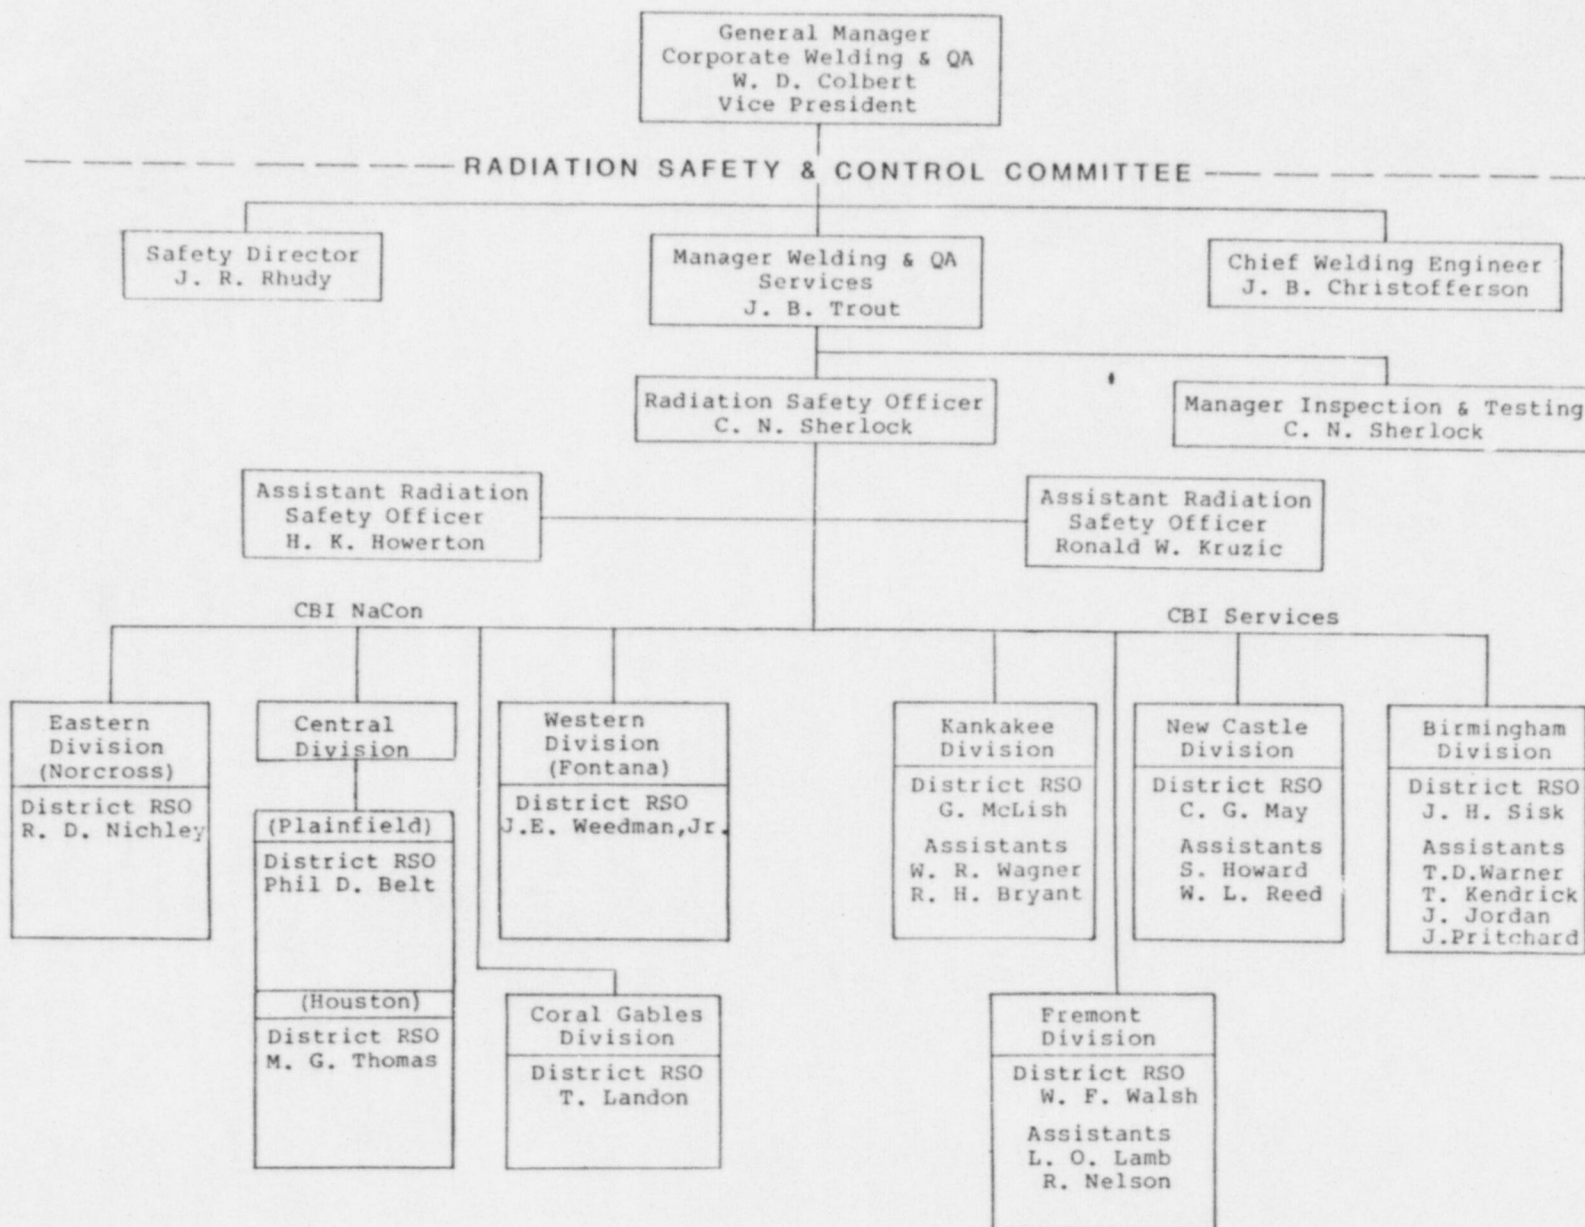 General Manager
Corporate Welding & QA
W. D. Colbert
Vice President
RADIATION SAFETY & CONTROL COMMITTEE
Safety Director
J. R. Rhudy
Manager Welding & QA
Services
J. B. Trout
Chief Welding Engineer
J. B. Christofferson
Radiation Safety Officer
C. N. Sherlock
Manager Inspection & Testing
C. N. Sherlock
Assistant Radiation
Safety Officer
H. K. Howerton
Assistant Radiation
Safety Officer
Ronald W. Kruzic
CBI NaCon
CBI Services
Eastern
Division
(Norcross)
District RSO
R. D. Nichley
Central
Division
(Plainfield)
District RSO
Phil D. Belt
(Houston)
District RSO
M. G. Thomas
Western
Division
(Fontana)
District RSO
J.E. Weedman,Jr.
Coral Gables
Division
District RSO
T. Landon
Kankakee
Division
District RSO
G. McLish
Assistants
W. R. Wagner
R. H. Bryant
New Castle
Division
District RSO
C. G. May
Assistants
S. Howard
W. L. Reed
Birmingham
Division
District RSO
J. H. Sisk
Assistants
T.D.Warner
T. Kendrick
J. Jordan
J.Pritchard
Fremont
Division
District RSO
W. F. Walsh
Assistants
L. O. Lamb
R. Nelson